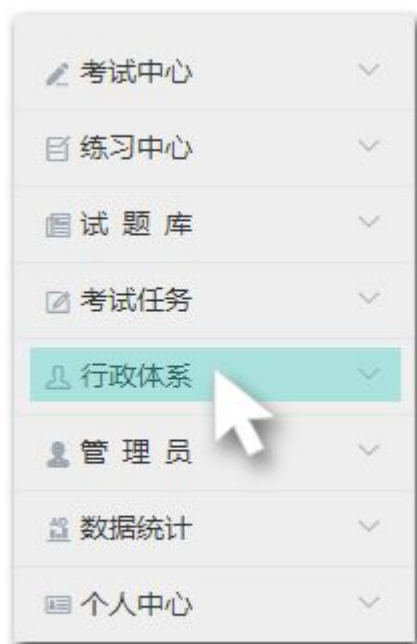 考试中心
练习中心
试 题 库
考试任务
行政体系
管 理 员
数据统计
个人中心